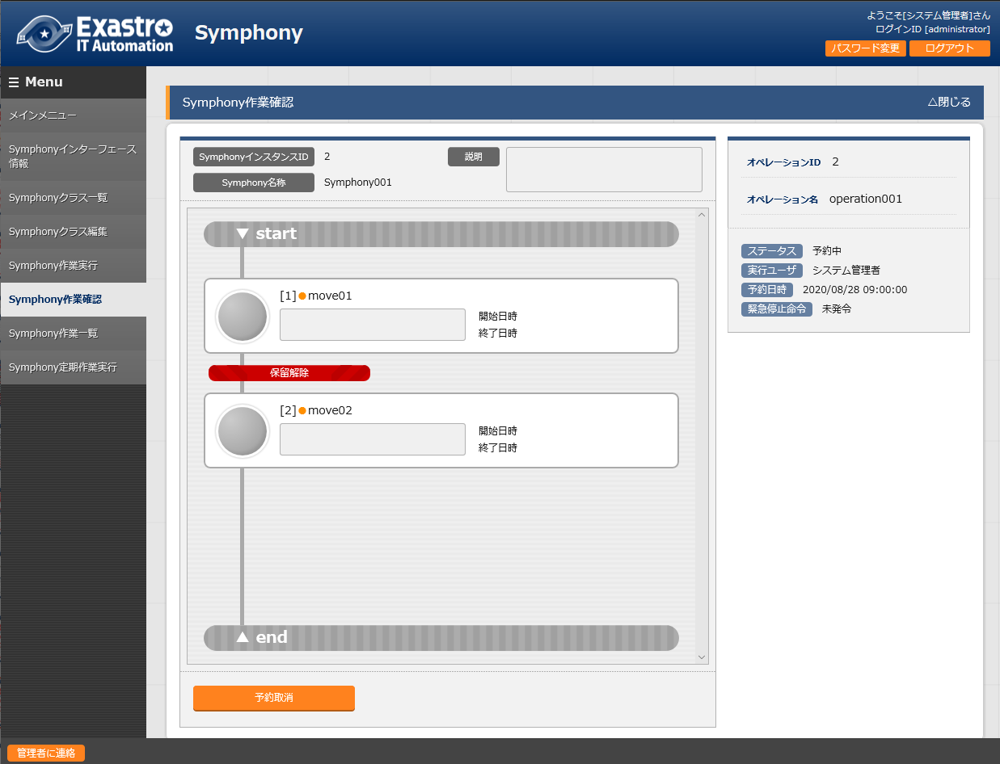 Exastro
IT Automation
Symphony
ようこそ[システム管理者]さん
ログインID [administrator]
パスワード変更
ログアウト
Menu
メインメニュー
Symphonyインターフェース
情報
Symphonyクラス一覧
Symphonyクラス編集
Symphony作業実行
Symphony作業確認
Symphony作業一覧
Symphony定期作業実行
Symphony作業確認
△閉じる
SymphonyインスタンスID 2
説明
Symphony名称 Symphony001
▼ start
[1]●move01
開始日時
終了日時
保留解除
[2]●move02
開始日時
終了日時
▲ end
予約取消
オペレーションID 2
オペレーション名 operation001
ステータス 予約中
実行ユーザ システム管理者
予約日時 2020/08/28 09:00:00
緊急停止命令 未発令
管理者に連絡